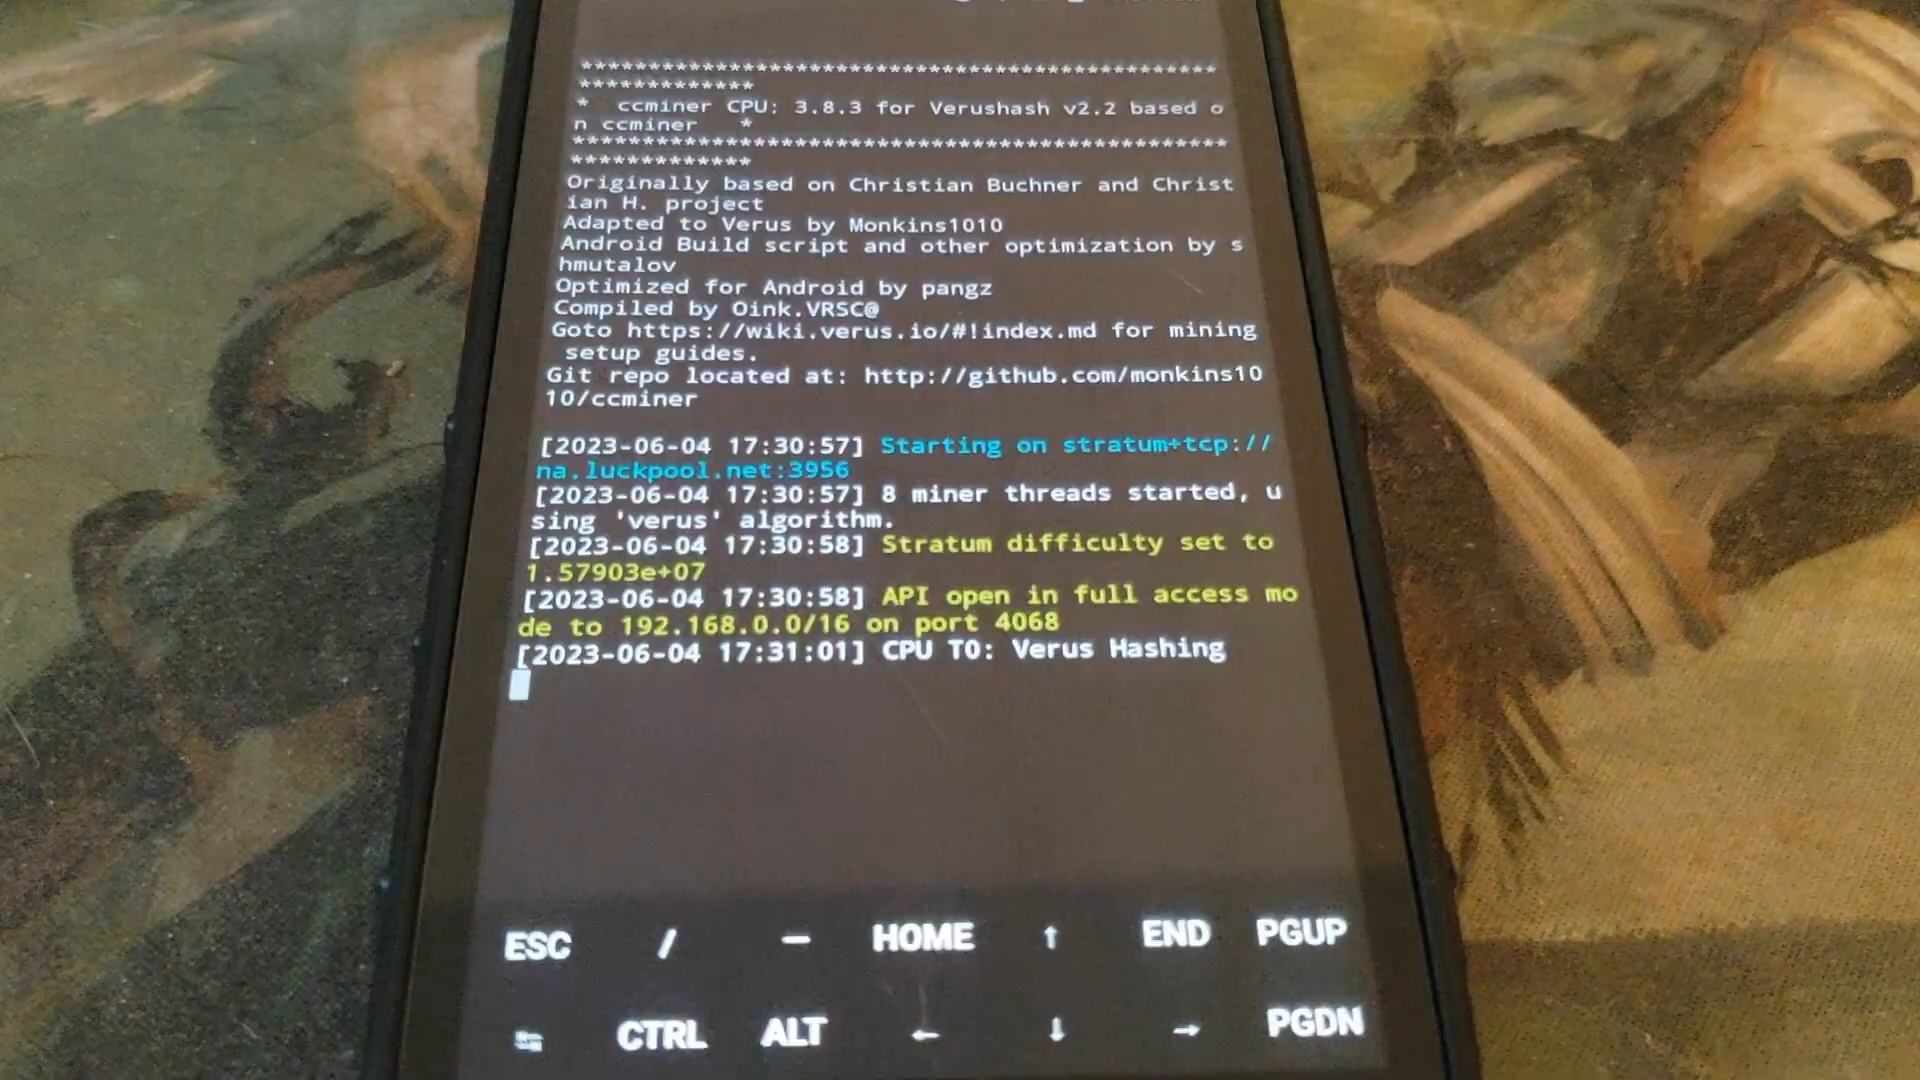 *************************************************
*************
*  ccminer CPU: 3.8.3 for Verushash v2.2 based o
n ccminer   *
*************************************************
*************
Originally based on Christian Buchner and Christ
ian H. project
Adapted to Verus by Monkins1010
Android Build script and other optimization by s
hmutalov
Optimized for Android by pangz
Compiled by Oink.VRSC@
Goto https://wiki.verus.io/#!index.md for mining
 setup guides.
Git repo located at: http://github.com/monkins10
10/ccminer
[2023-06-04 17:30:57] Starting on stratum+tcp://
na.luckpool.net:3956
[2023-06-04 17:30:57] 8 miner threads started, u
sing 'verus' algorithm.
[2023-06-04 17:30:58] Stratum difficulty set to
1.57903e+07
[2023-06-04 17:30:58] API open in full access mo
de to 192.168.0.0/16 on port 4068
[2023-06-04 17:31:01] CPU T0: Verus Hashing
ESC / — HOME ↑ END PGUP
↹ CTRL ALT ← ↓ → PGDN